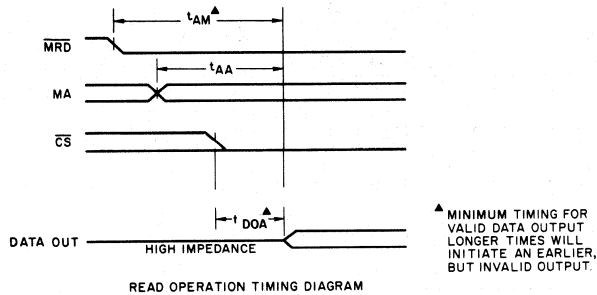 tAM▲
MRD
tAA
MA
CS
t DOA▲
DATA OUT
HIGH IMPEDANCE
▲ MINIMUM TIMING FOR
VALID DATA OUTPUT
LONGER TIMES WILL
INITIATE AN EARLIER,
BUT INVALID OUTPUT.
READ OPERATION TIMING DIAGRAM